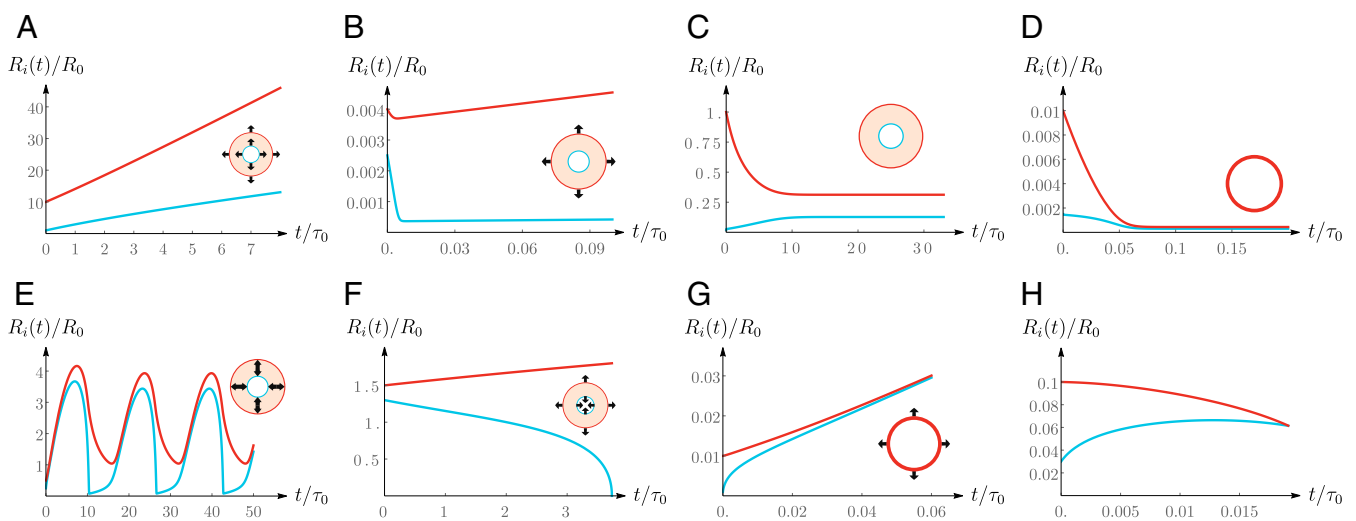 A B C D
R_i(t)/R_0 R_i(t)/R_0 R_i(t)/R_0 R_i(t)/R_0
40 0.004 1. 0.01
30 0.003 0.75 0.008
20 0.002 0.5 0.006
10 0.001 0.25 0.004
0.002
t/τ_0 t/τ_0 t/τ_0 t/τ_0
0 1 2 3 4 5 6 7 0. 0.03 0.06 0.09 0 10 20 30 0. 0.05 0.1 0.15
E F G H
R_i(t)/R_0 R_i(t)/R_0 R_i(t)/R_0 R_i(t)/R_0
4 1.5 0.03 0.1
3 1. 0.02 0.08
2 0.5 0.01 0.06
1 0.04
0.02
t/τ_0 t/τ_0 t/τ_0 t/τ_0
0 10 20 30 40 50 0 1 2 3 0. 0.02 0.04 0.06 0. 0.005 0.01 0.015